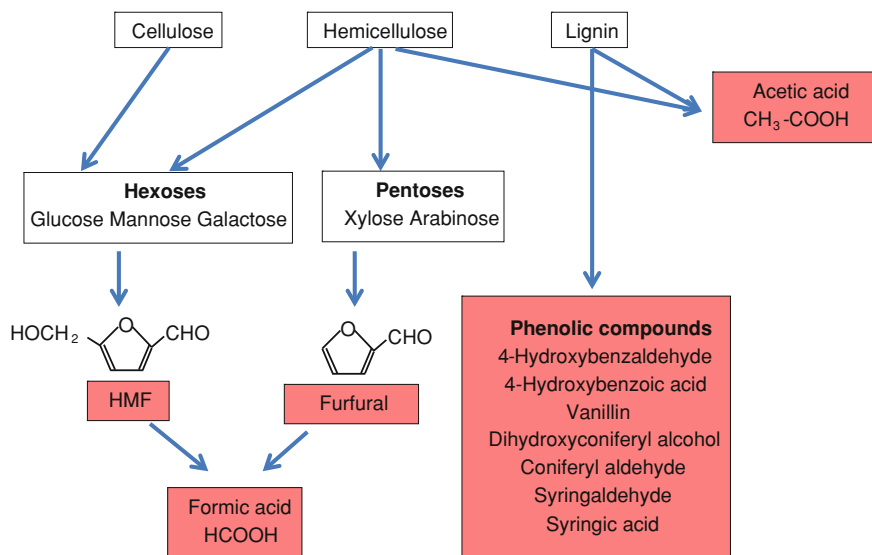 Cellulose
Hemicellulose
Lignin
Acetic acid
CH₃-COOH
Hexoses
Glucose Mannose Galactose
Pentoses
Xylose Arabinose
HOCH₂
O
CHO
O
CHO
HMF
Furfural
Formic acid
HCOOH
Phenolic compounds
4-Hydroxybenzaldehyde
4-Hydroxybenzoic acid
Vanillin
Dihydroxyconiferyl alcohol
Coniferyl aldehyde
Syringaldehyde
Syringic acid